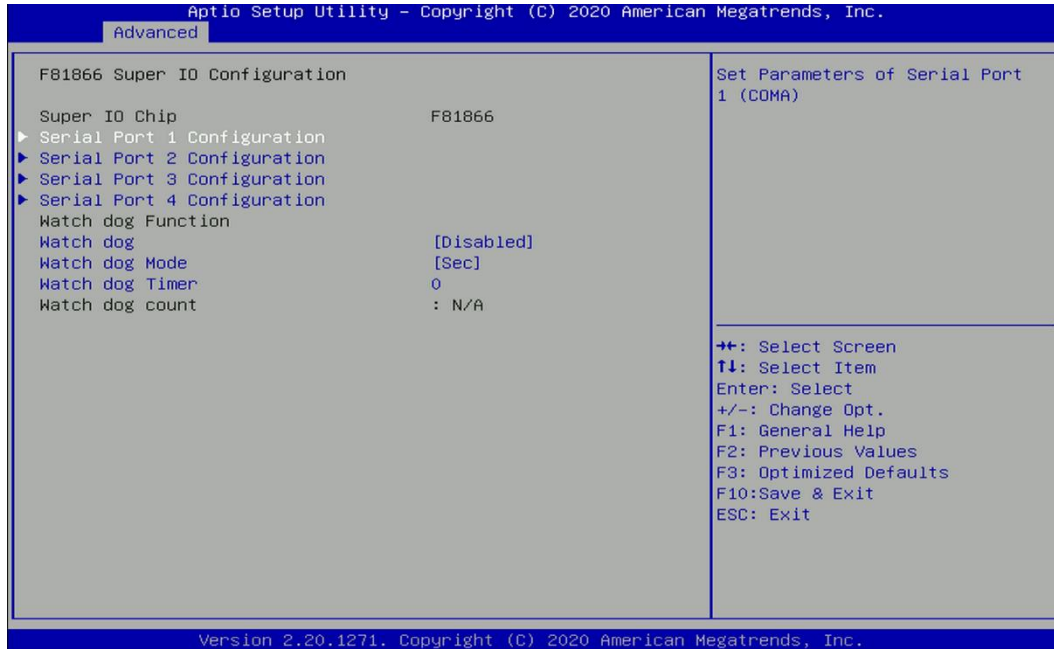 Aptio Setup Utility – Copyright (C) 2020 American Megatrends, Inc.
Advanced
F81866 Super IO Configuration
Super IO Chip F81866
▶ Serial Port 1 Configuration
▶ Serial Port 2 Configuration
▶ Serial Port 3 Configuration
▶ Serial Port 4 Configuration
Watch dog Function
Watch dog [Disabled]
Watch dog Mode [Sec]
Watch dog Timer 0
Watch dog count : N/A
Set Parameters of Serial Port
1 (COMA)
→←: Select Screen
↑↓: Select Item
Enter: Select
+/-: Change Opt.
F1: General Help
F2: Previous Values
F3: Optimized Defaults
F10:Save & Exit
ESC: Exit
Version 2.20.1271. Copyright (C) 2020 American Megatrends, Inc.